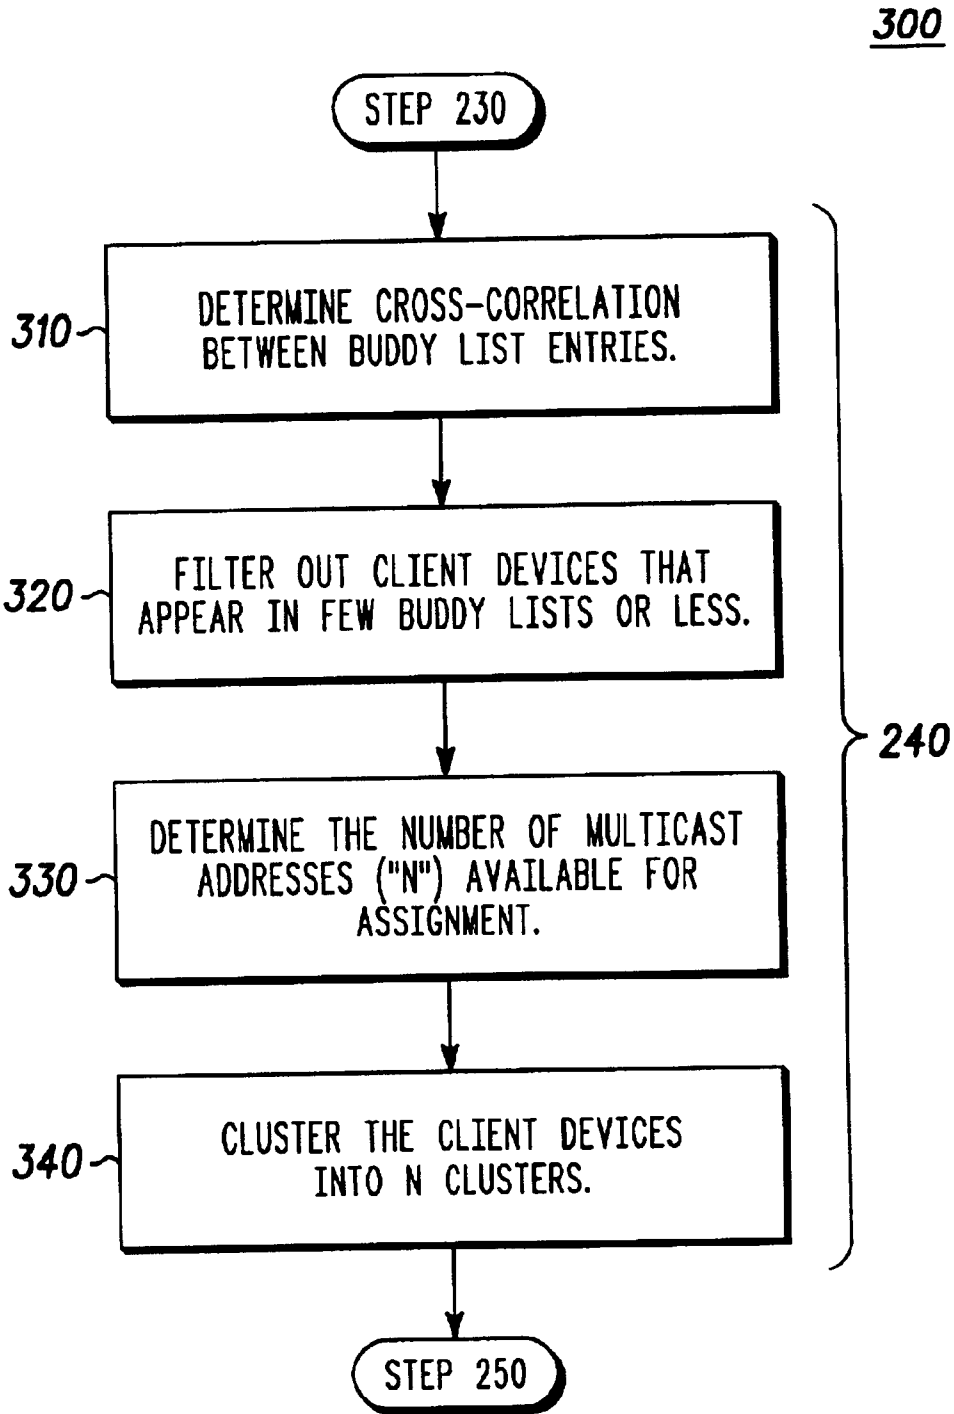 300
STEP 230
310
DETERMINE CROSS-CORRELATION
BETWEEN BUDDY LIST ENTRIES.
320
FILTER OUT CLIENT DEVICES THAT
APPEAR IN FEW BUDDY LISTS OR LESS.
240
330
DETERMINE THE NUMBER OF MULTICAST
ADDRESSES ("N") AVAILABLE FOR
ASSIGNMENT.
340
CLUSTER THE CLIENT DEVICES
INTO N CLUSTERS.
STEP 250